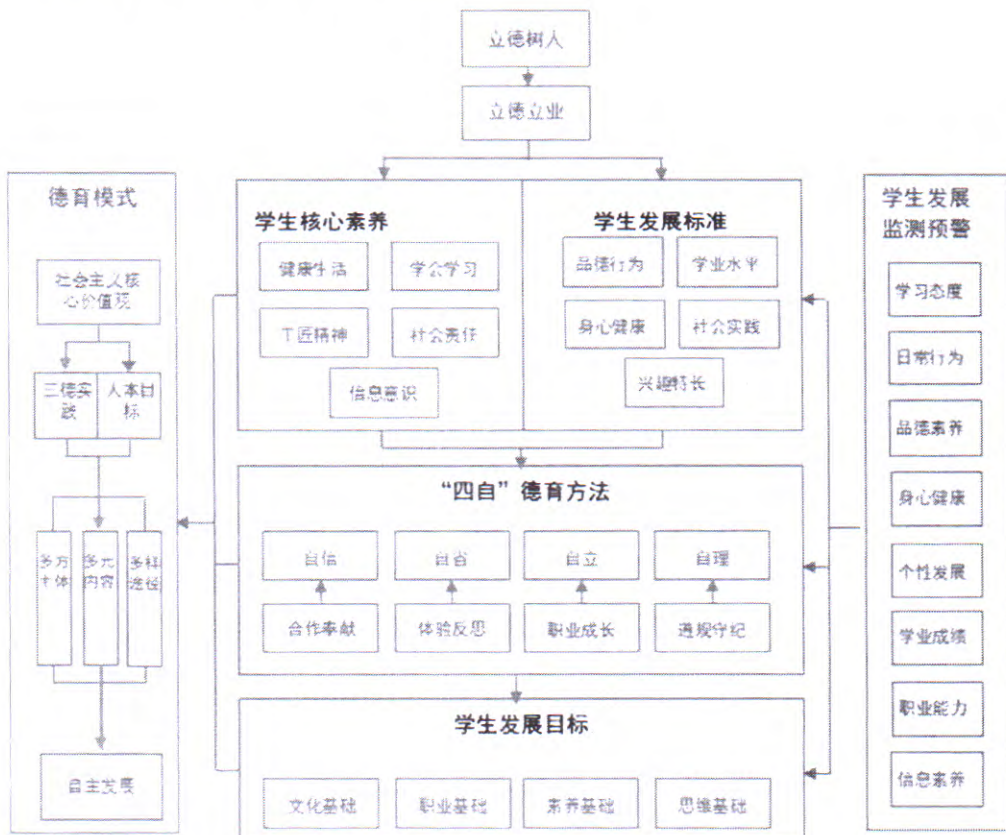 立德树人
立德立业
德育模式
社会主义核
心价值观
三德实
践
人本目
标
多方
主体
多元
内容
多样
途径
自主发展
学生核心素养
健康生活
学会学习
工匠精神
社会责任
信息意识
学生发展标准
品德行为
学业水平
身心健康
社会实践
兴趣特长
“四自”德育方法
自信
自省
自立
自理
合作奉献
体验反思
职业成长
遵规守纪
学生发展目标
文化基础
职业基础
素养基础
思维基础
学生发展
监测预警
学习态度
日常行为
品德素养
身心健康
个性发展
学业成绩
职业能力
信息素养